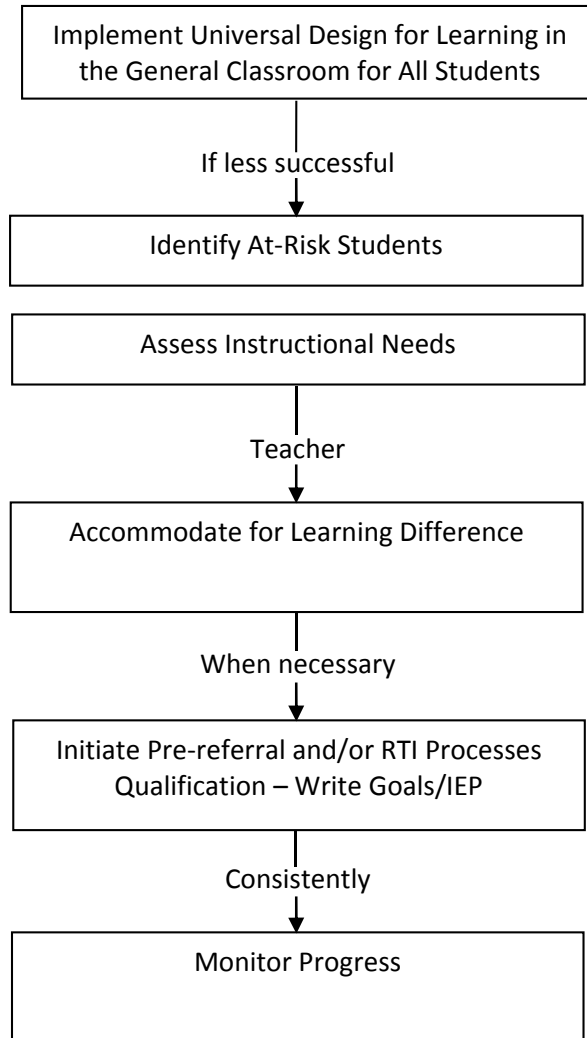 Implement Universal Design for Learning in
the General Classroom for All Students
If less successful
Identify At-Risk Students
Assess Instructional Needs
Teacher
Accommodate for Learning Difference
When necessary
Initiate Pre-referral and/or RTI Processes
Qualification – Write Goals/IEP
Consistently
Monitor Progress